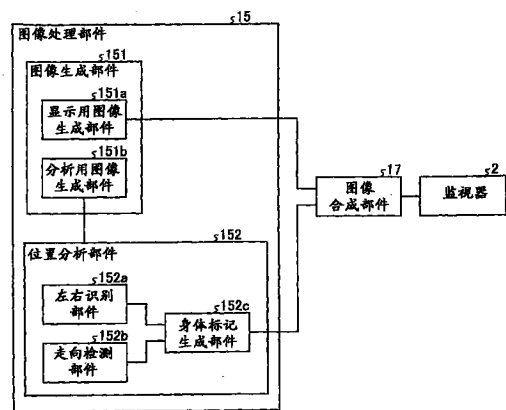 15
图像处理部件
151
图像生成部件
151a
显示用图像
生成部件
151b
分析用图像
生成部件
17
图像
合成部件
2
监视器
152
位置分析部件
152a
左右识别
部件
152b
走向检测
部件
152c
身体标记
生成部件